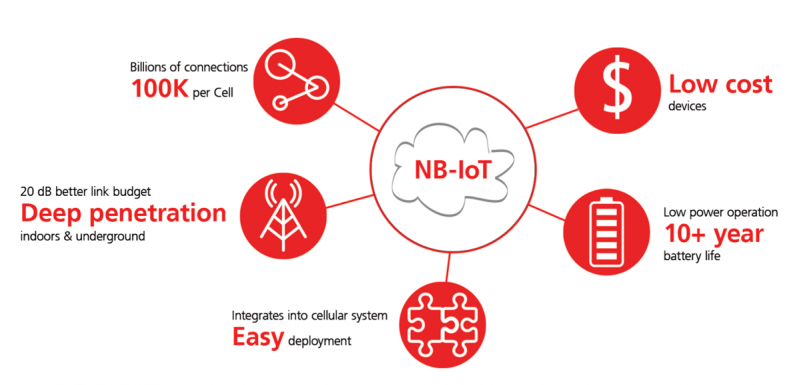 Billions of connections
100K per Cell
20 dB better link budget
Deep penetration
indoors & underground
NB-IoT
$
Low cost
devices
Low power operation
10+ year
battery life
Integrates into cellular system
Easy deployment